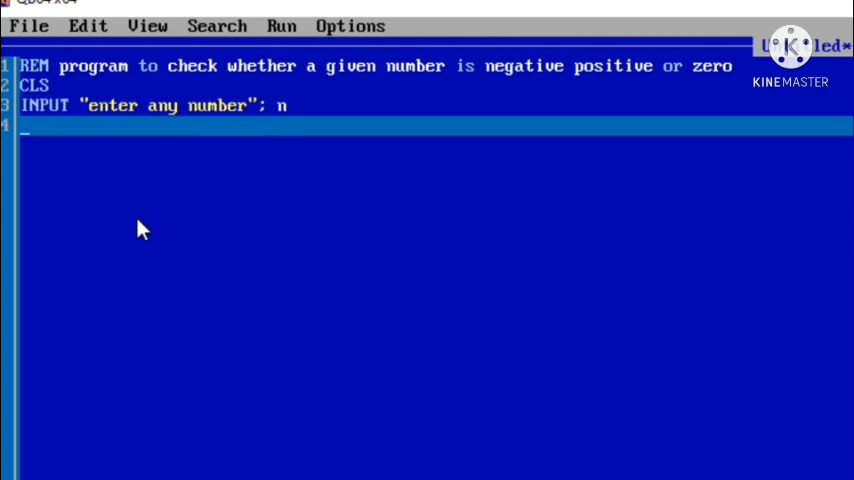 File Edit View Search Run Options
1 REM program to check whether a given number is negative positive or zero
2 CLS
3 INPUT "enter any number"; n
4 _
KINEMASTER